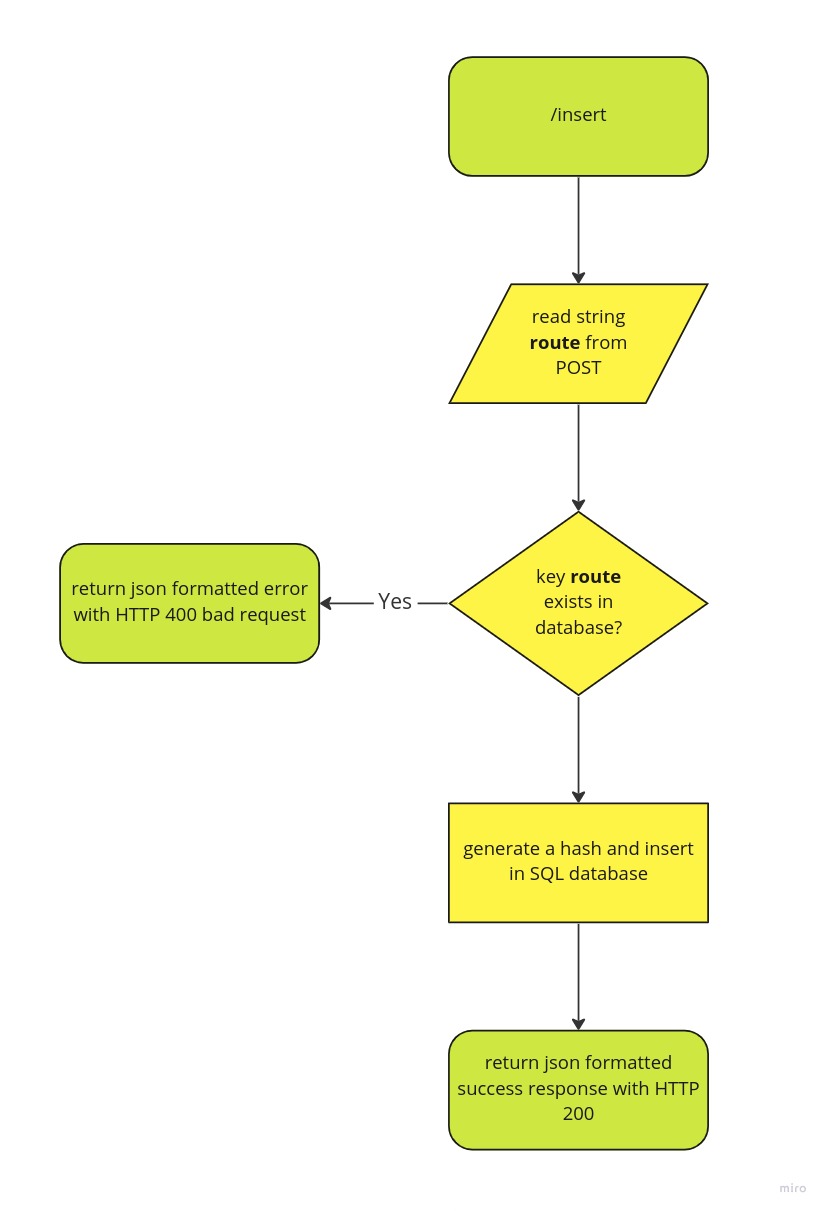 /insert
read string
route from
POST
key route
exists in
database?
Yes
return json formatted error
with HTTP 400 bad request
generate a hash and insert
in SQL database
return json formatted
success response with HTTP
200
miro